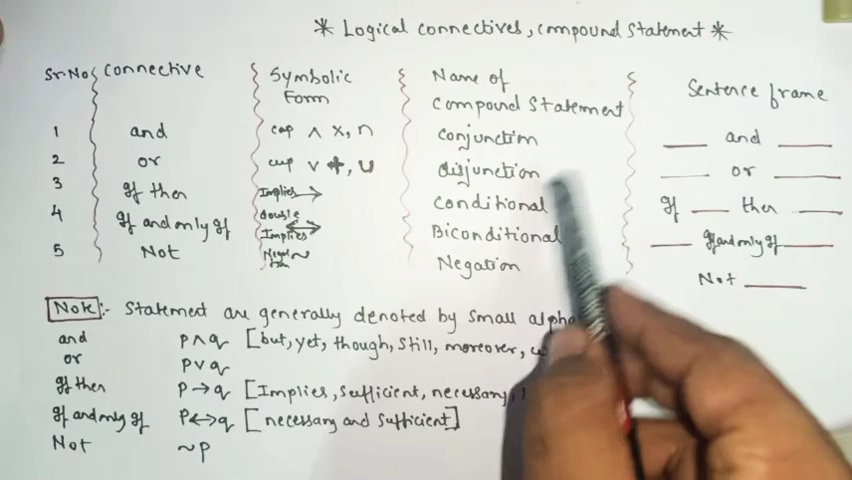 * Logical connectives, compound statement *
Sr.No Connective Symbolic Form Name of Compound Statement Sentence frame
1 and cap ∧ ×, ∩ Conjunction ___ and ___
2 or cup ∨ +, ∪ disjunction ___ or ___
3 If then Implies → Conditional If ___ then ___
4 If and only If double Implies ↔ Biconditional ___ If and only If ___
5 Not Negation ~ Negation Not ___
Note:- Statement are generally denoted by small
and p∧q [but, yet, though, still, moreover,
or p∨q
If then p→q [Implies, sufficient, necessary,
If and only If p↔q [necessary and sufficient]
Not ~p